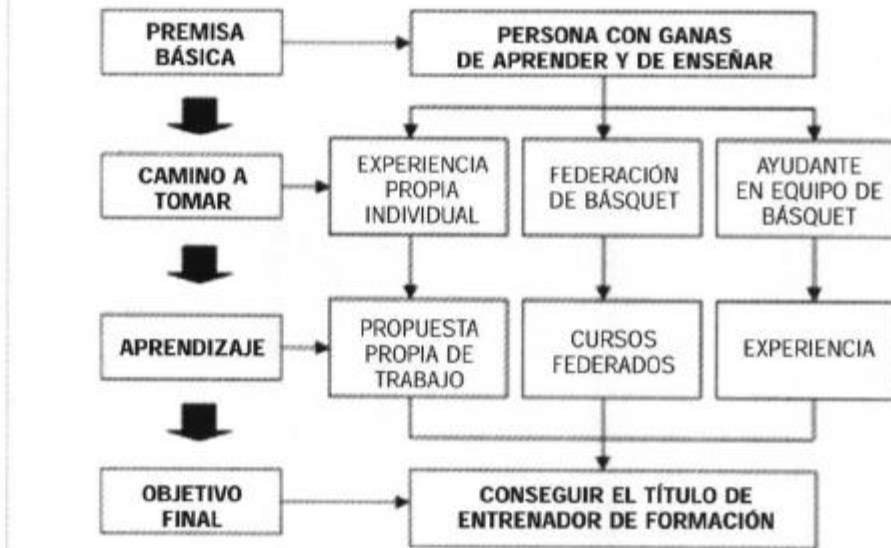 PREMISA
BÁSICA
PERSONA CON GANAS
DE APRENDER Y DE ENSEÑAR
CAMINO A
TOMAR
EXPERIENCIA
PROPIA
INDIVIDUAL
FEDERACIÓN
DE BÁSQUET
AYUDANTE
EN EQUIPO DE
BÁSQUET
APRENDIZAJE
PROPUESTA
PROPIA DE
TRABAJO
CURSOS
FEDERADOS
EXPERIENCIA
OBJETIVO
FINAL
CONSEGUIR EL TÍTULO DE
ENTRENADOR DE FORMACIÓN